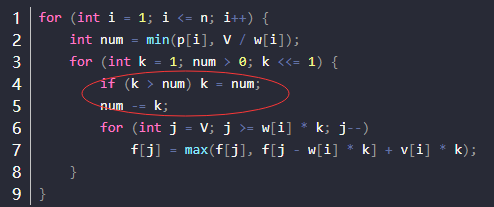 1 for (int i = 1; i <= n; i++) {
2 int num = min(p[i], V / w[i]);
3 for (int k = 1; num > 0; k <<= 1) {
4 if (k > num) k = num;
5 num -= k;
6 for (int j = V; j >= w[i] * k; j--)
7 f[j] = max(f[j], f[j - w[i] * k] + v[i] * k);
8 }
9 }